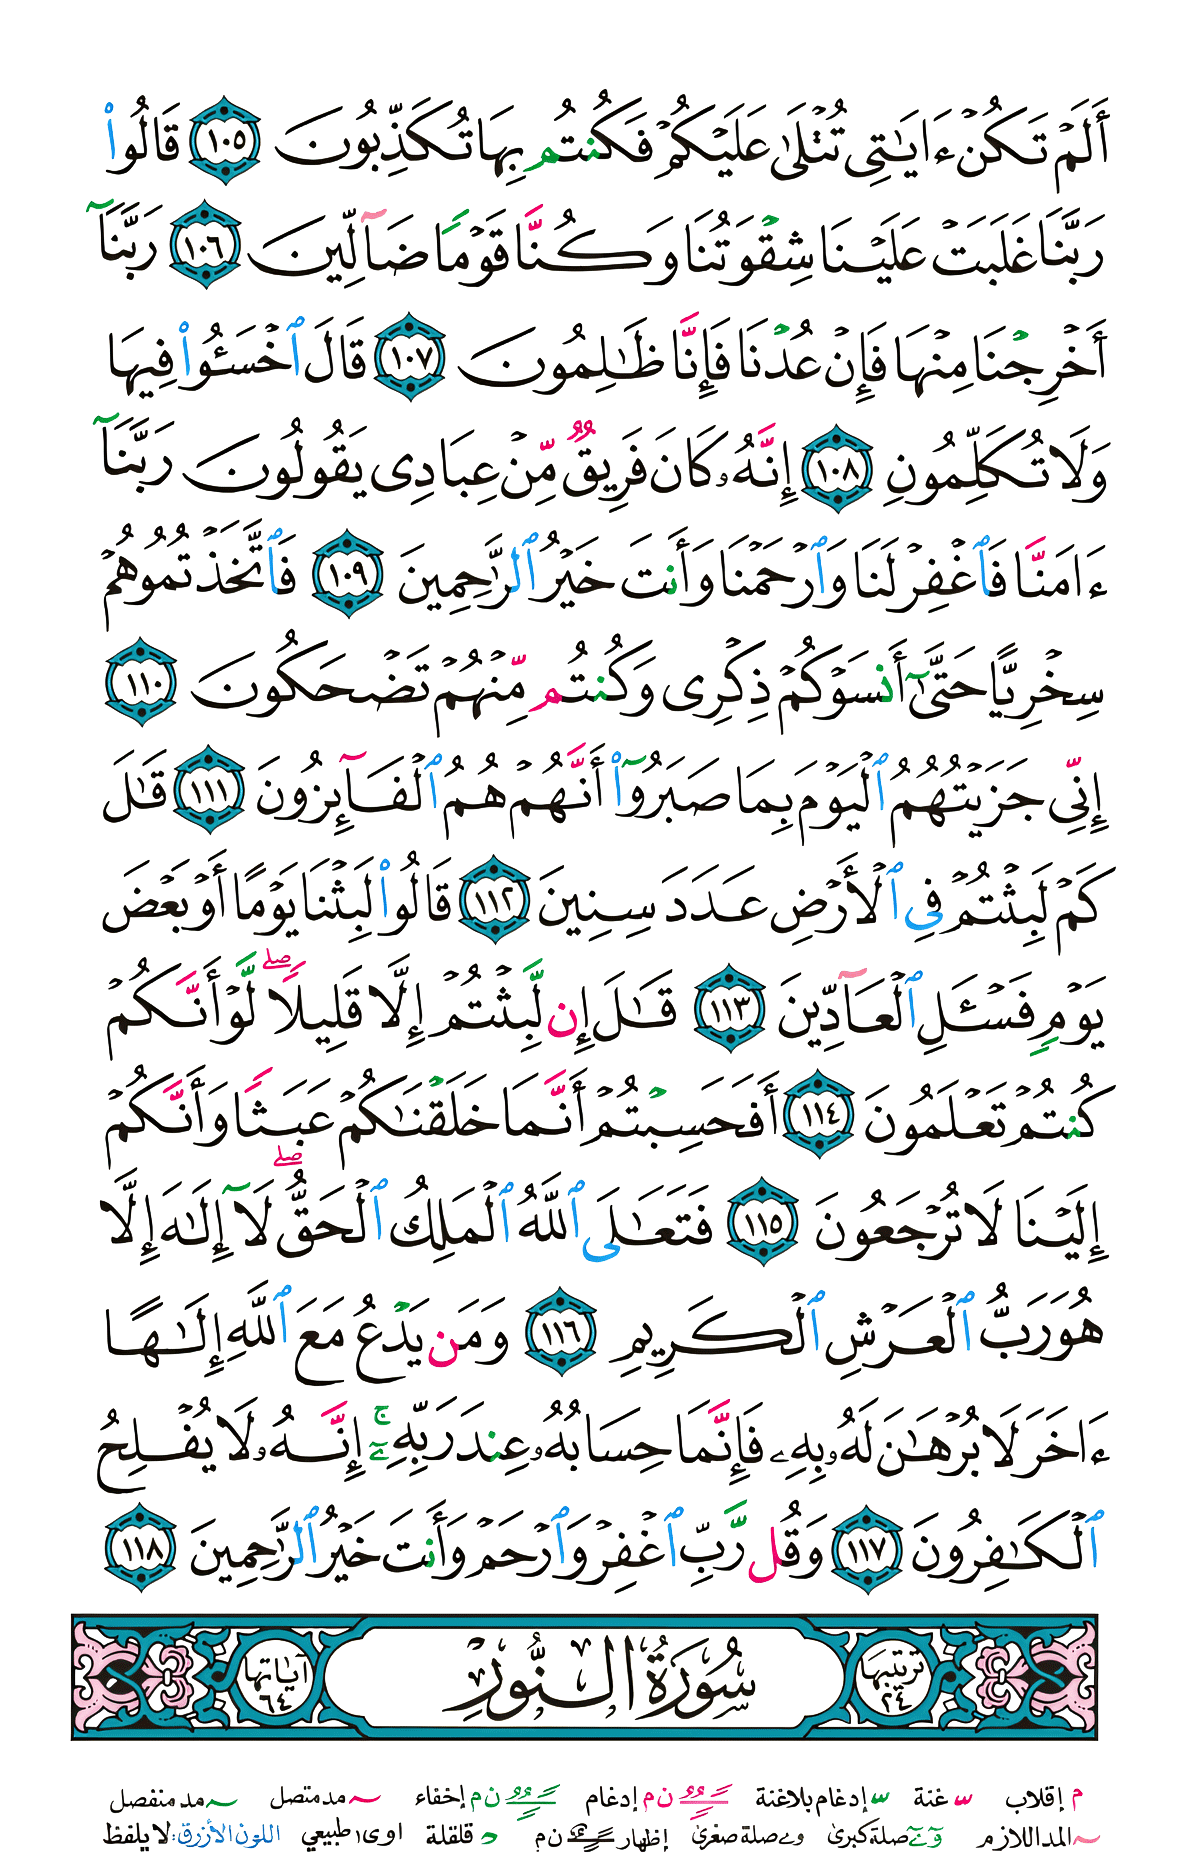 أَلَمْ تَكُنْ ءَايَٰتِى تُتْلَىٰ عَلَيْكُمْ فَكُنتُم بِهَا تُكَذِّبُونَ ١٠٥ قَالُوا۟
رَبَّنَا غَلَبَتْ عَلَيْنَا شِقْوَتُنَا وَكُنَّا قَوْمًا ضَآلِّينَ ١٠٦ رَبَّنَآ
أَخْرِجْنَا مِنْهَا فَإِنْ عُدْنَا فَإِنَّا ظَٰلِمُونَ ١٠٧ قَالَ ٱخْسَـُٔوا۟ فِيهَا
وَلَا تُكَلِّمُونِ ١٠٨ إِنَّهُۥ كَانَ فَرِيقٌ مِّنْ عِبَادِى يَقُولُونَ رَبَّنَآ
ءَامَنَّا فَٱغْفِرْ لَنَا وَٱرْحَمْنَا وَأَنتَ خَيْرُ ٱلرَّٰحِمِينَ ١٠٩ فَٱتَّخَذْتُمُوهُمْ
سِخْرِيًّا حَتَّىٰٓ أَنسَوْكُمْ ذِكْرِى وَكُنتُم مِّنْهُمْ تَضْحَكُونَ ١١٠
إِنِّى جَزَيْتُهُمُ ٱلْيَوْمَ بِمَا صَبَرُوٓا۟ أَنَّهُمْ هُمُ ٱلْفَآئِزُونَ ١١١ قَٰلَ
كَمْ لَبِثْتُمْ فِى ٱلْأَرْضِ عَدَدَ سِنِينَ ١١٢ قَالُوا۟ لَبِثْنَا يَوْمًا أَوْ بَعْضَ
يَوْمٍ فَسْـَٔلِ ٱلْعَآدِّينَ ١١٣ قَٰلَ إِن لَّبِثْتُمْ إِلَّا قَلِيلًا ۖ لَّوْ أَنَّكُمْ
كُنتُمْ تَعْلَمُونَ ١١٤ أَفَحَسِبْتُمْ أَنَّمَا خَلَقْنَٰكُمْ عَبَثًا وَأَنَّكُمْ
إِلَيْنَا لَا تُرْجَعُونَ ١١٥ فَتَعَٰلَى ٱللَّهُ ٱلْمَلِكُ ٱلْحَقُّ ۖ لَآ إِلَٰهَ إِلَّا
هُوَ رَبُّ ٱلْعَرْشِ ٱلْكَرِيمِ ١١٦ وَمَن يَدْعُ مَعَ ٱللَّهِ إِلَٰهًا
ءَاخَرَ لَا بُرْهَٰنَ لَهُۥ بِهِۦ فَإِنَّمَا حِسَابُهُۥ عِندَ رَبِّهِۦٓ ۚ إِنَّهُۥ لَا يُفْلِحُ
ٱلْكَٰفِرُونَ ١١٧ وَقُل رَّبِّ ٱغْفِرْ وَٱرْحَمْ وَأَنتَ خَيْرُ ٱلرَّٰحِمِينَ ١١٨
ترتيبها ٢٤ سُورَةُ النُّورِ آياتها ٦٤
م إقلاب غنة إدغام بلاغنة ن م إدغام ن م إخفاء مد متصل مد منفصل
المد اللازم صلة كبرى و ے صلة صغرى إظهار ن م قلقلة ا و ى طبيعي اللون الأزرق: لا يلفظ